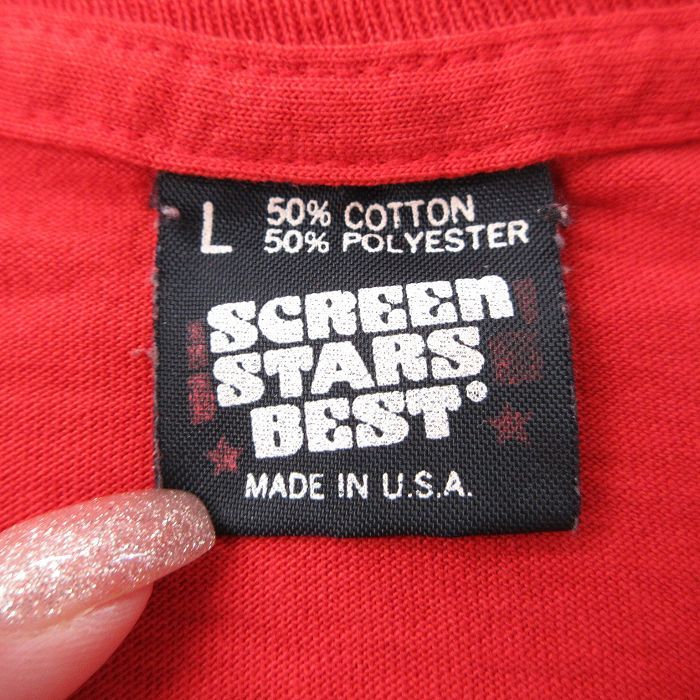 L 50% COTTON
50% POLYESTER
SCREEN
STARS
BEST®
MADE IN U.S.A.